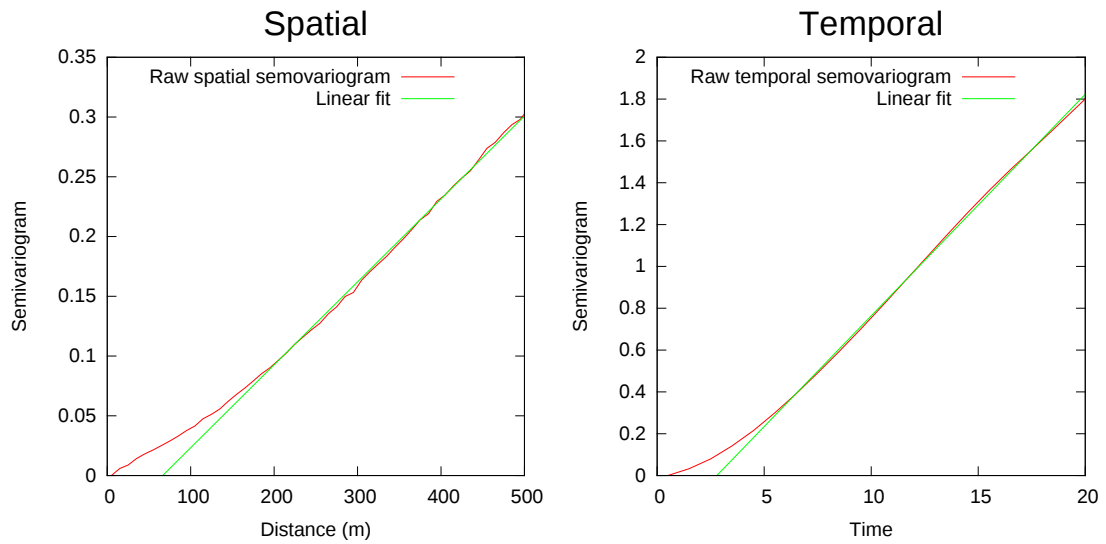 Spatial
0.35
0.3
0.25
0.2
0.15
0.1
0.05
0
Raw spatial semovariogram
Linear fit
Semivariogram
0 100 200 300 400 500
Distance (m)
Temporal
2
1.8
1.6
1.4
1.2
1
0.8
0.6
0.4
0.2
0
Raw temporal semovariogram
Linear fit
Semivariogram
0 5 10 15 20
Time